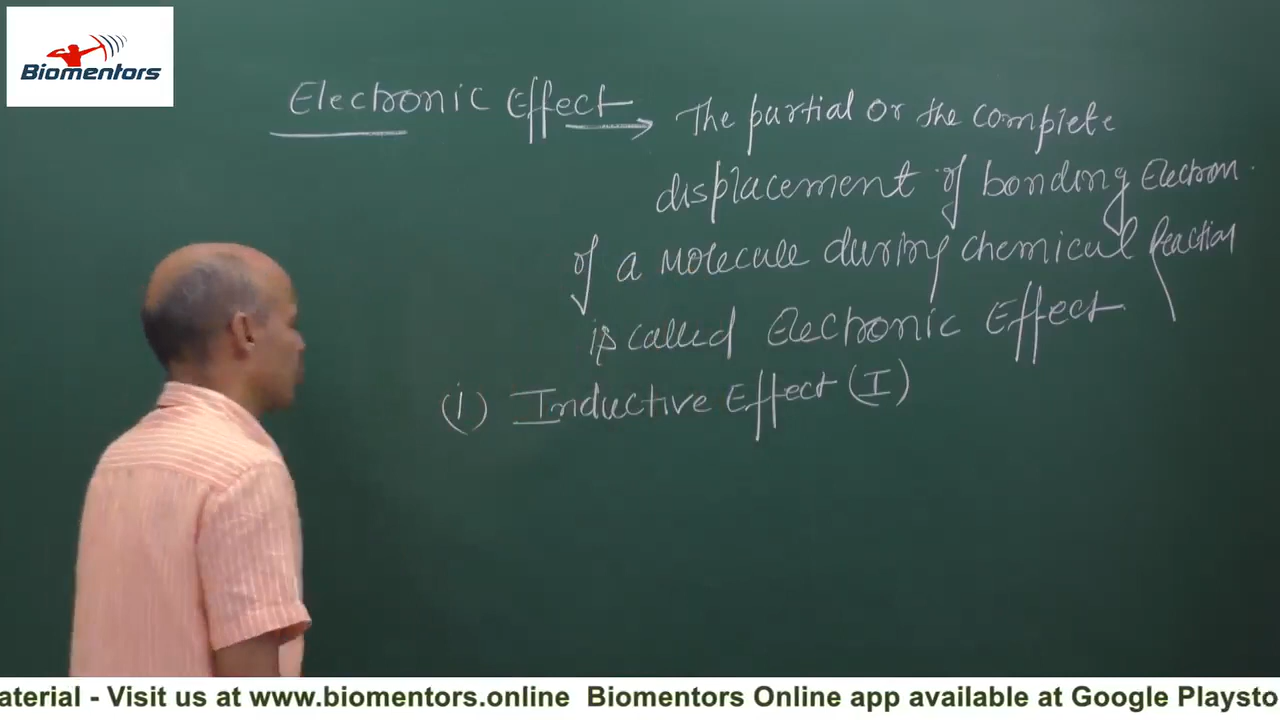 Biomentors
Electronic Effect → The partial or the complete
displacement of bonding Electron.
of a molecule during chemical Reaction
is called Electronic Effect.
(i) Inductive Effect (I)
aterial - Visit us at www.biomentors.online Biomentors Online app available at Google Playsto